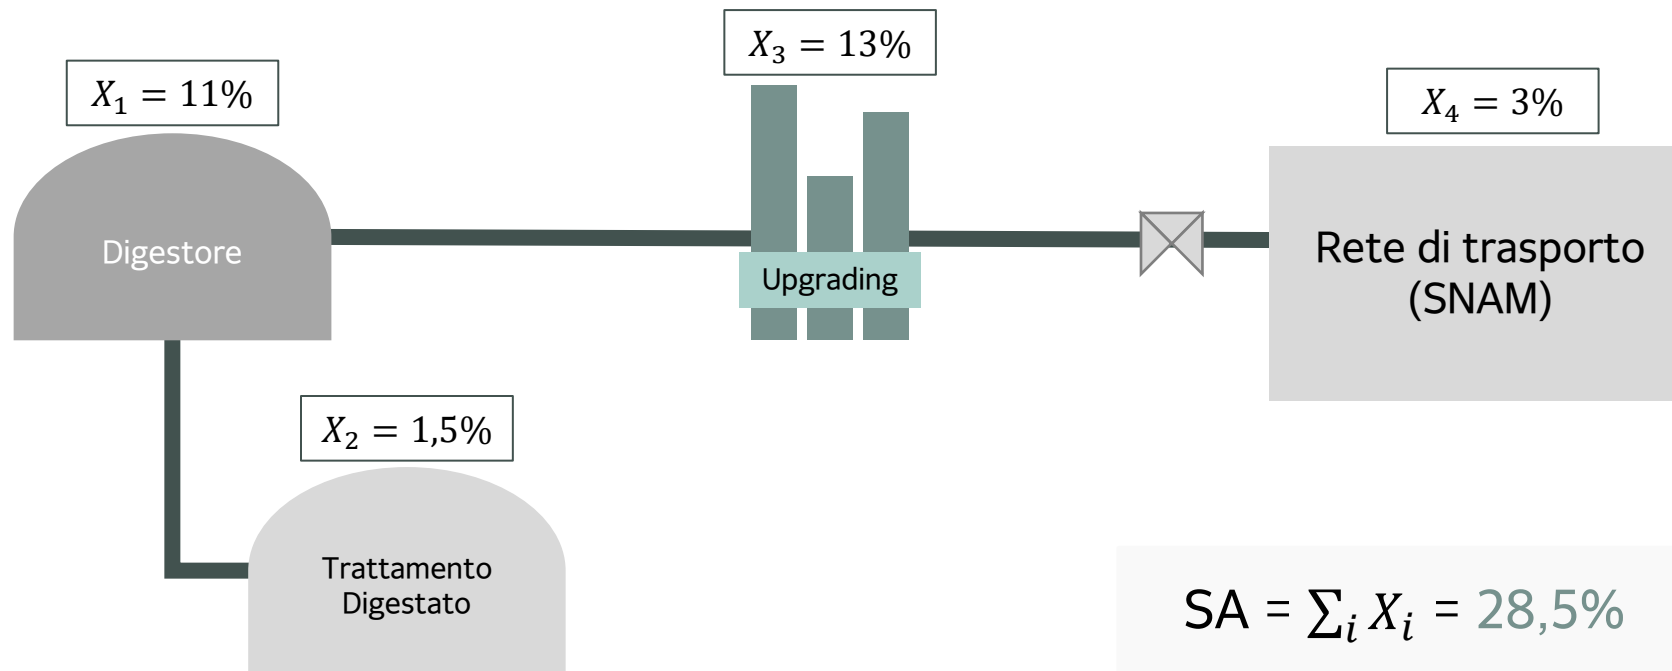 X₃ = 13%
X₁ = 11%
X₄ = 3%
Digestore
Upgrading
Rete di trasporto
(SNAM)
X₂ = 1,5%
Trattamento
Digestato
SA = ∑ᵢ Xᵢ = 28,5%